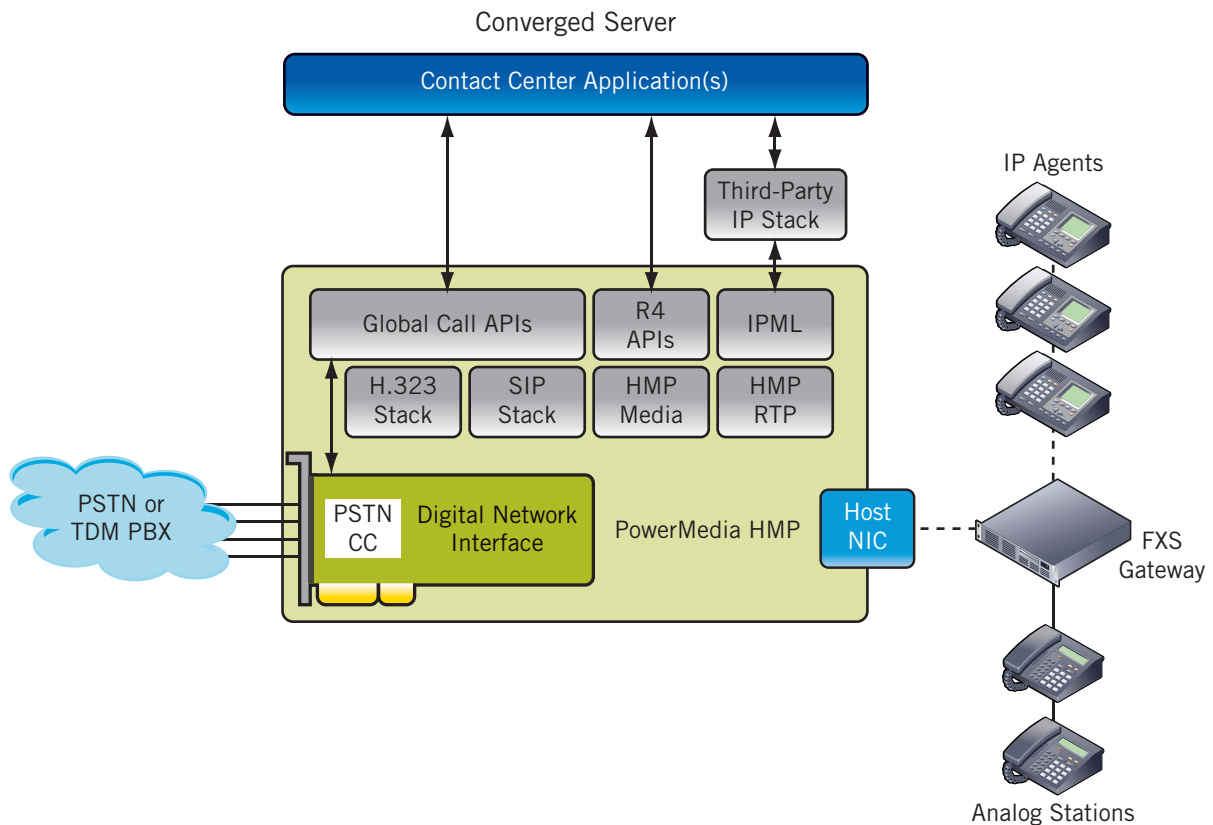 Converged Server
Contact Center Application(s)
Third-Party
IP Stack
IP Agents
Global Call APIs
R4
APIs
IPML
H.323
Stack
SIP
Stack
HMP
Media
HMP
RTP
PSTN or
TDM PBX
PSTN
CC
Digital Network
Interface
PowerMedia HMP
Host
NIC
FXS
Gateway
Analog Stations